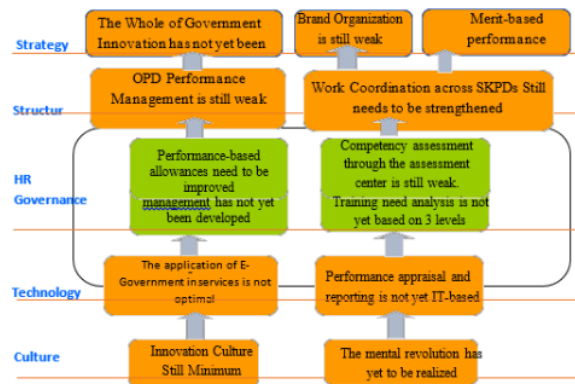 Strategy
The Whole of Government
Innovation has not yet been
Brand Organization
is still weak
Merit-based
performance
Structur
OPD Performance
Management is still weak
Work Coordination across SKPDs Still
needs to be strengthened
HR
Governance
Performance-based
allowances need to be
improved
management has not yet
been developed
Competency assessment
through the assessment
center is still weak.
Training need analysis is not
yet based on 3 levels
Technology
The application of E-
Government in services is not
optimal
Performance appraisal and
reporting is not yet IT-based
Culture
Innovation Culture
Still Minimum
The mental revolution has
yet to be realized